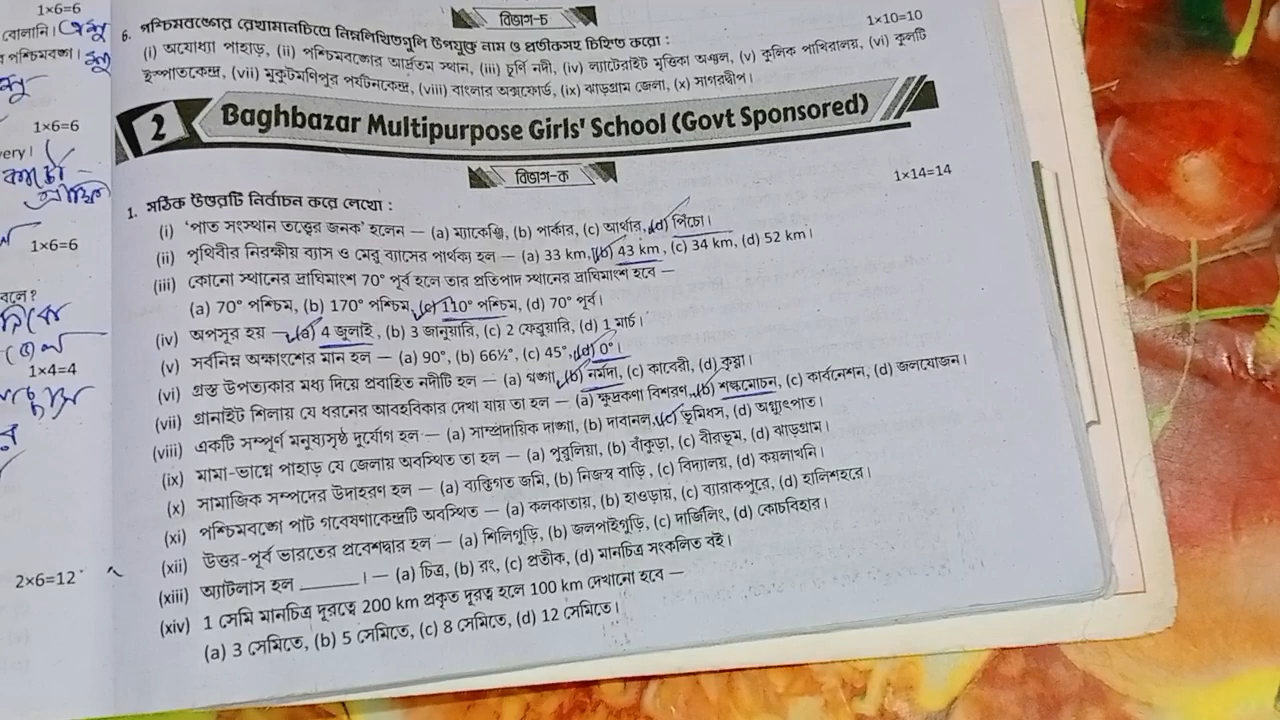 1×6=6
বোলানি।
পশ্চিমবঙ্গ।
1×6=6
ery।
1×6=6
বলে?
1×4=4
2×6=12
বিভাগ-চ
6. পশ্চিমবঙ্গের রেখামানচিত্রে নিম্নলিখিতগুলি উপযুক্ত নাম ও প্রতীকসহ চিহ্নিত করো : 1×10=10
(i) অযোধ্যা পাহাড়, (ii) পশ্চিমবঙ্গের আর্দ্রতম স্থান, (iii) চূর্ণি নদী, (iv) ল্যাটেরাইট মৃত্তিকা অঞ্চল, (v) কুলিক পাখিরালয়, (vi) কুলটি
ইস্পাতকেন্দ্র, (vii) মুকুটমণিপুর পর্যটনকেন্দ্র, (viii) বাংলার অক্সফোর্ড, (ix) ঝাড়গ্রাম জেলা, (x) সাগরদ্বীপ।
2 Baghbazar Multipurpose Girls' School (Govt Sponsored)
বিভাগ-ক
1. সঠিক উত্তরটি নির্বাচন করে লেখো : 1×14=14
(i) ‘পাত সংস্থান তত্ত্বের জনক’ হলেন — (a) ম্যাকেঞ্জি, (b) পার্কার, (c) আর্থার, (d) পিঁচো।
(ii) পৃথিবীর নিরক্ষীয় ব্যাস ও মেরু ব্যাসের পার্থক্য হল — (a) 33 km, (b) 43 km, (c) 34 km, (d) 52 km।
(iii) কোনো স্থানের দ্রাঘিমাংশ 70° পূর্ব হলে তার প্রতিপাদ স্থানের দ্রাঘিমাংশ হবে —
(a) 70° পশ্চিম, (b) 170° পশ্চিম, (c) 110° পশ্চিম, (d) 70° পূর্ব।
(iv) অপসূর হয় — (a) 4 জুলাই, (b) 3 জানুয়ারি, (c) 2 ফেব্রুয়ারি, (d) 1 মার্চ।
(v) সর্বনিম্ন অক্ষাংশের মান হল — (a) 90°, (b) 66½°, (c) 45°, (d) 0°।
(vi) গ্রস্ত উপত্যকার মধ্য দিয়ে প্রবাহিত নদীটি হল — (a) গঙ্গা, (b) নর্মদা, (c) কাবেরী, (d) কৃষ্ণা।
(vii) গ্রানাইট শিলায় যে ধরনের আবহবিকার দেখা যায় তা হল — (a) ক্ষুদ্রকণা বিশরণ, (b) শল্কমোচন, (c) কার্বনেশন, (d) জলযোজন।
(viii) একটি সম্পূর্ণ মনুষ্যসৃষ্ট দুর্যোগ হল — (a) সাম্প্রদায়িক দাঙ্গা, (b) দাবানল, (c) ভূমিধস, (d) অগ্ন্যুৎপাত।
(ix) মামা-ভাগ্নে পাহাড় যে জেলায় অবস্থিত তা হল — (a) পুরুলিয়া, (b) বাঁকুড়া, (c) বীরভূম, (d) ঝাড়গ্রাম।
(x) সামাজিক সম্পদের উদাহরণ হল — (a) ব্যক্তিগত জমি, (b) নিজস্ব বাড়ি, (c) বিদ্যালয়, (d) কয়লাখনি।
(xi) পশ্চিমবঙ্গে পাট গবেষণাকেন্দ্রটি অবস্থিত — (a) কলকাতায়, (b) হাওড়ায়, (c) ব্যারাকপুরে, (d) হালিশহরে।
(xii) উত্তর-পূর্ব ভারতের প্রবেশদ্বার হল — (a) শিলিগুড়ি, (b) জলপাইগুড়ি, (c) দার্জিলিং, (d) কোচবিহার।
(xiii) অ্যাটলাস হল ______। — (a) চিত্র, (b) রং, (c) প্রতীক, (d) মানচিত্র সংকলিত বই।
(xiv) 1 সেমি মানচিত্র দূরত্বে 200 km প্রকৃত দূরত্ব হলে 100 km দেখানো হবে —
(a) 3 সেমিতে, (b) 5 সেমিতে, (c) 8 সেমিতে, (d) 12 সেমিতে।